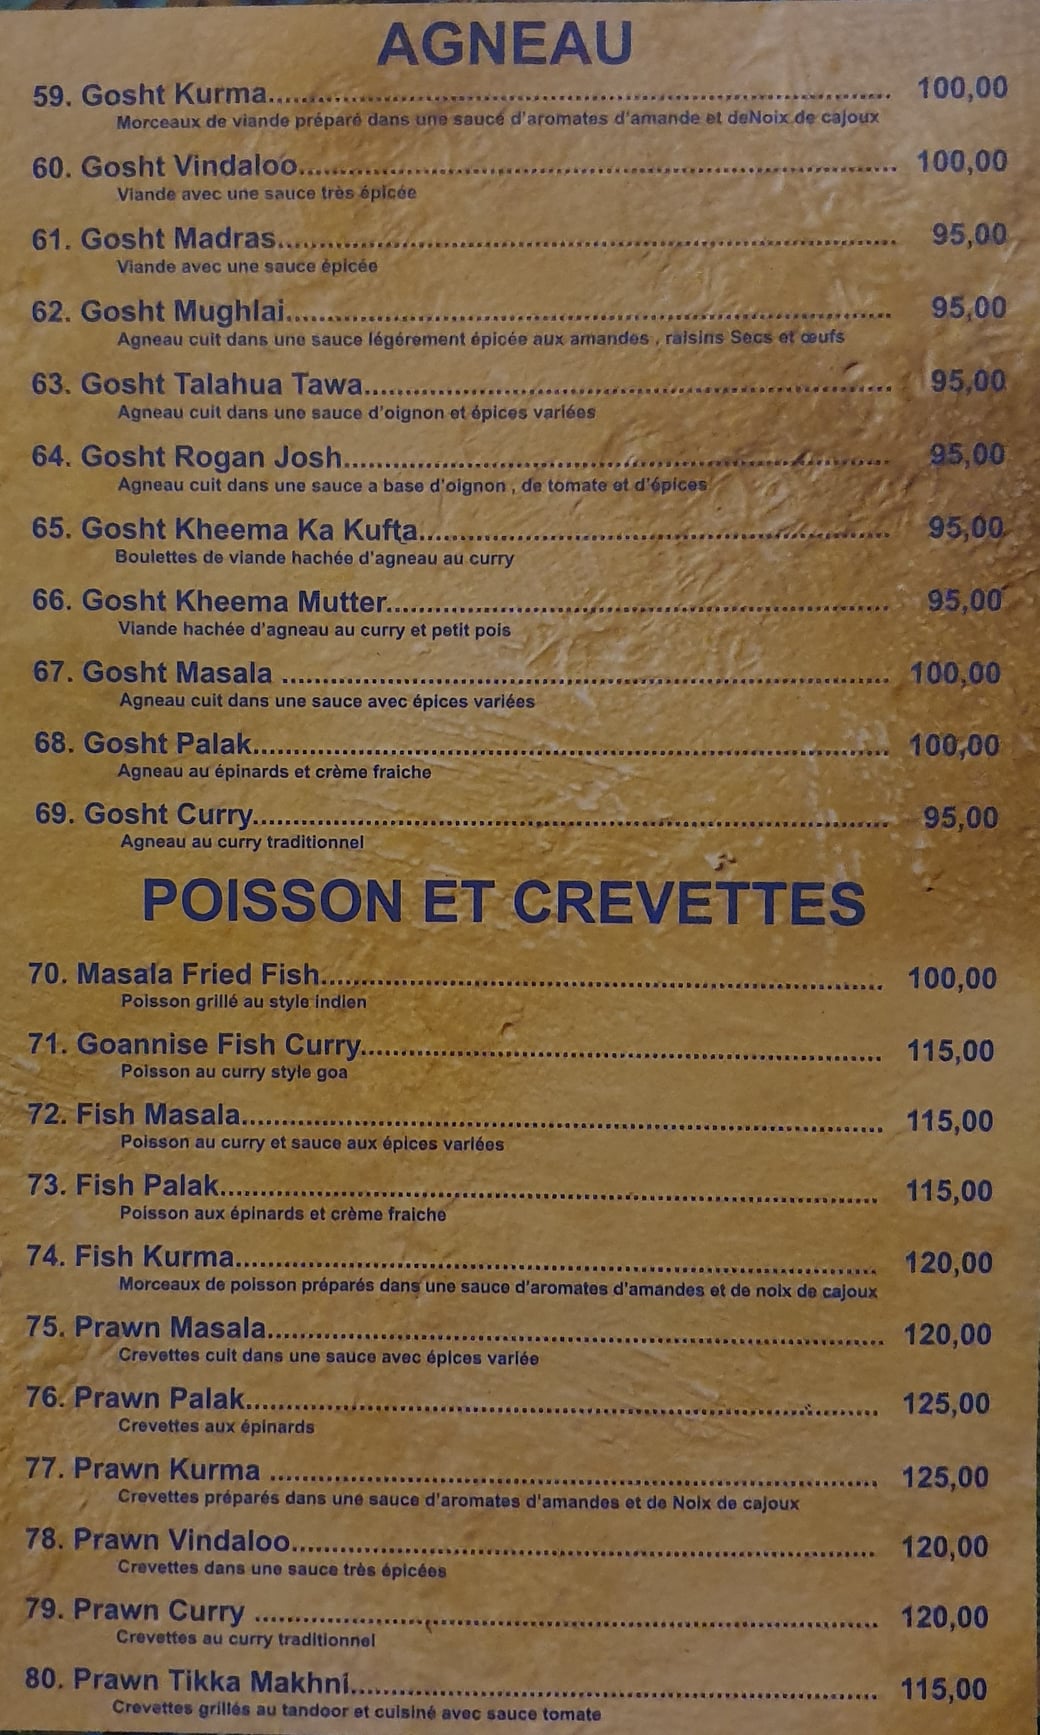 AGNEAU
59. Gosht Kurma........................................................................ 100,00
Morceaux de viande préparé dans une sauce d'aromates d'amande et deNoix de cajoux
60. Gosht Vindaloo........................................................................ 100,00
Viande avec une sauce très épicée
61. Gosht Madras........................................................................ 95,00
Viande avec une sauce épicée
62. Gosht Mughlai........................................................................ 95,00
Agneau cuit dans une sauce légérement épicée aux amandes , raisins Secs et œufs
63. Gosht Talahua Tawa........................................................................ 95,00
Agneau cuit dans une sauce d'oignon et épices variées
64. Gosht Rogan Josh........................................................................ 95,00
Agneau cuit dans une sauce a base d'oignon , de tomate et d'épices
65. Gosht Kheema Ka Kufta........................................................................ 95,00
Boulettes de viande hachée d'agneau au curry
66. Gosht Kheema Mutter........................................................................ 95,00
Viande hachée d'agneau au curry et petit pois
67. Gosht Masala ........................................................................ 100,00
Agneau cuit dans une sauce avec épices variées
68. Gosht Palak........................................................................ 100,00
Agneau au épinards et crème fraiche
69. Gosht Curry........................................................................ 95,00
Agneau au curry traditionnel
POISSON ET CREVETTES
70. Masala Fried Fish........................................................................ 100,00
Poisson grillé au style indien
71. Goannise Fish Curry........................................................................ 115,00
Poisson au curry style goa
72. Fish Masala........................................................................ 115,00
Poisson au curry et sauce aux épices variées
73. Fish Palak........................................................................ 115,00
Poisson aux épinards et crème fraiche
74. Fish Kurma........................................................................ 120,00
Morceaux de poisson préparés dans une sauce d'aromates d'amandes et de noix de cajoux
75. Prawn Masala........................................................................ 120,00
Crevettes cuit dans une sauce avec épices variée
76. Prawn Palak........................................................................ 125,00
Crevettes aux épinards
77. Prawn Kurma ........................................................................ 125,00
Crevettes préparés dans une sauce d'aromates d'amandes et de Noix de cajoux
78. Prawn Vindaloo........................................................................ 120,00
Crevettes dans une sauce très épicées
79. Prawn Curry ........................................................................ 120,00
Crevettes au curry traditionnel
80. Prawn Tikka Makhni........................................................................ 115,00
Crevettes grillés au tandoor et cuisiné avec sauce tomate